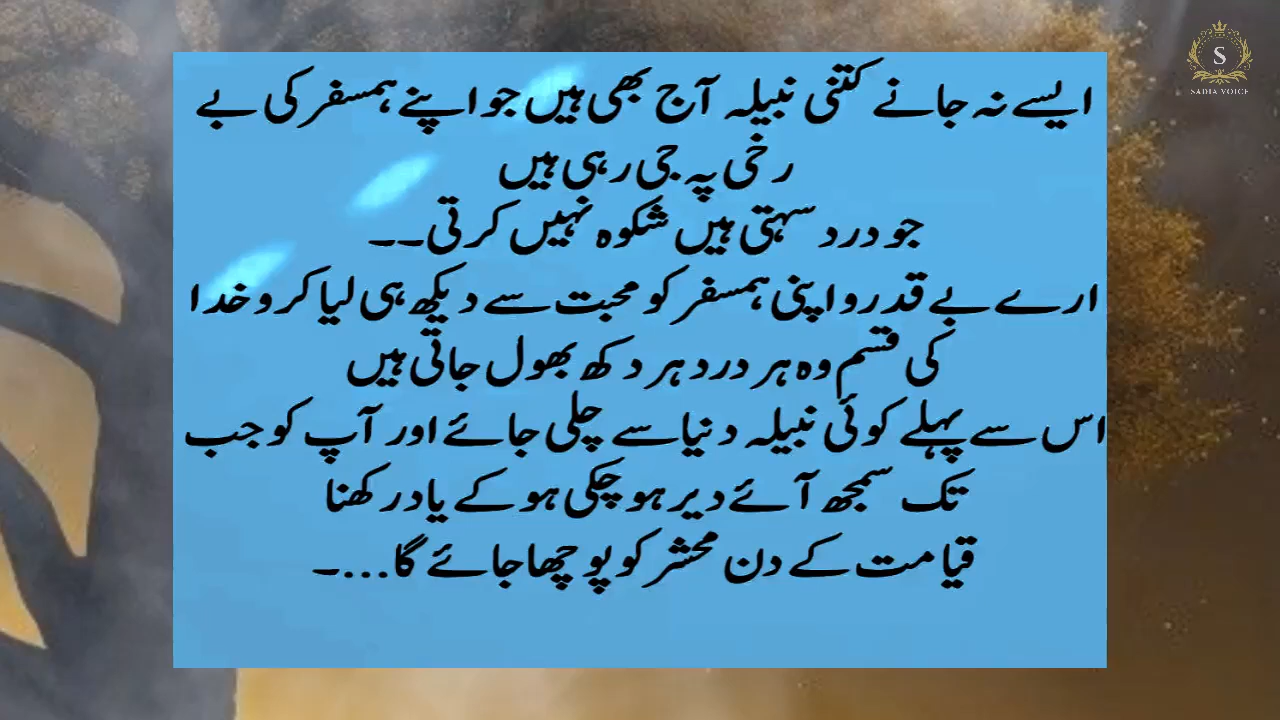 S
SADIA VOICE
ایسے نہ جانے کتنی نبیلہ آج بھی ہیں جو اپنے ہمسفر کی بے
رخی پہ جی رہی ہیں
جو درد سہتی ہیں شکوہ نہیں کرتی۔۔
ارے بے قدرو اپنی ہمسفر کو محبت سے دیکھ ہی لیا کرو خدا
کی قسم وہ ہر درد ہر دکھ بھول جاتی ہیں
اس سے پہلے کوئی نبیلہ دنیا سے چلی جائے اور آپ کو جب
تک سمجھ آئے دیر ہو چکی ہو کے یاد رکھنا
قیامت کے دن محشر کو پوچھا جائے گا...۔